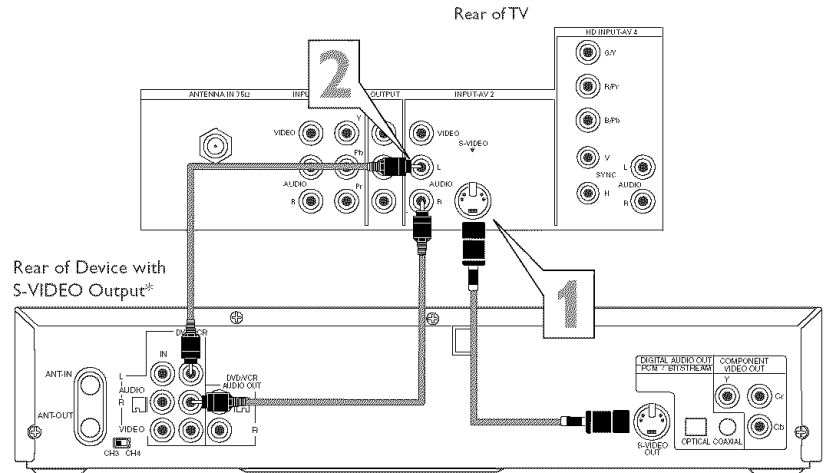 Rear of TV
HD INPUT-AV 4
G/Y
R/Pr
B/Pb
V
SYNC
H
L
AUDIO
R
ANTENNA IN 75Ω
OUTPUT
INPUT-AV 2
2
VIDEO
Y
Pb
Pr
AUDIO
R
VIDEO
S-VIDEO
L
AUDIO
R
1
Rear of Device with
S-VIDEO Output*
ANT-IN
ANT-OUT
CH3 CH4
IN
L
AUDIO
R
VIDEO
DVD/VCR
AUDIO OUT
R
DIGITAL AUDIO OUT
PCM / BITSTREAM
COMPONENT
VIDEO OUT
Y
Cr
Cb
S-VIDEO
OUT
OPTICAL COAXIAL